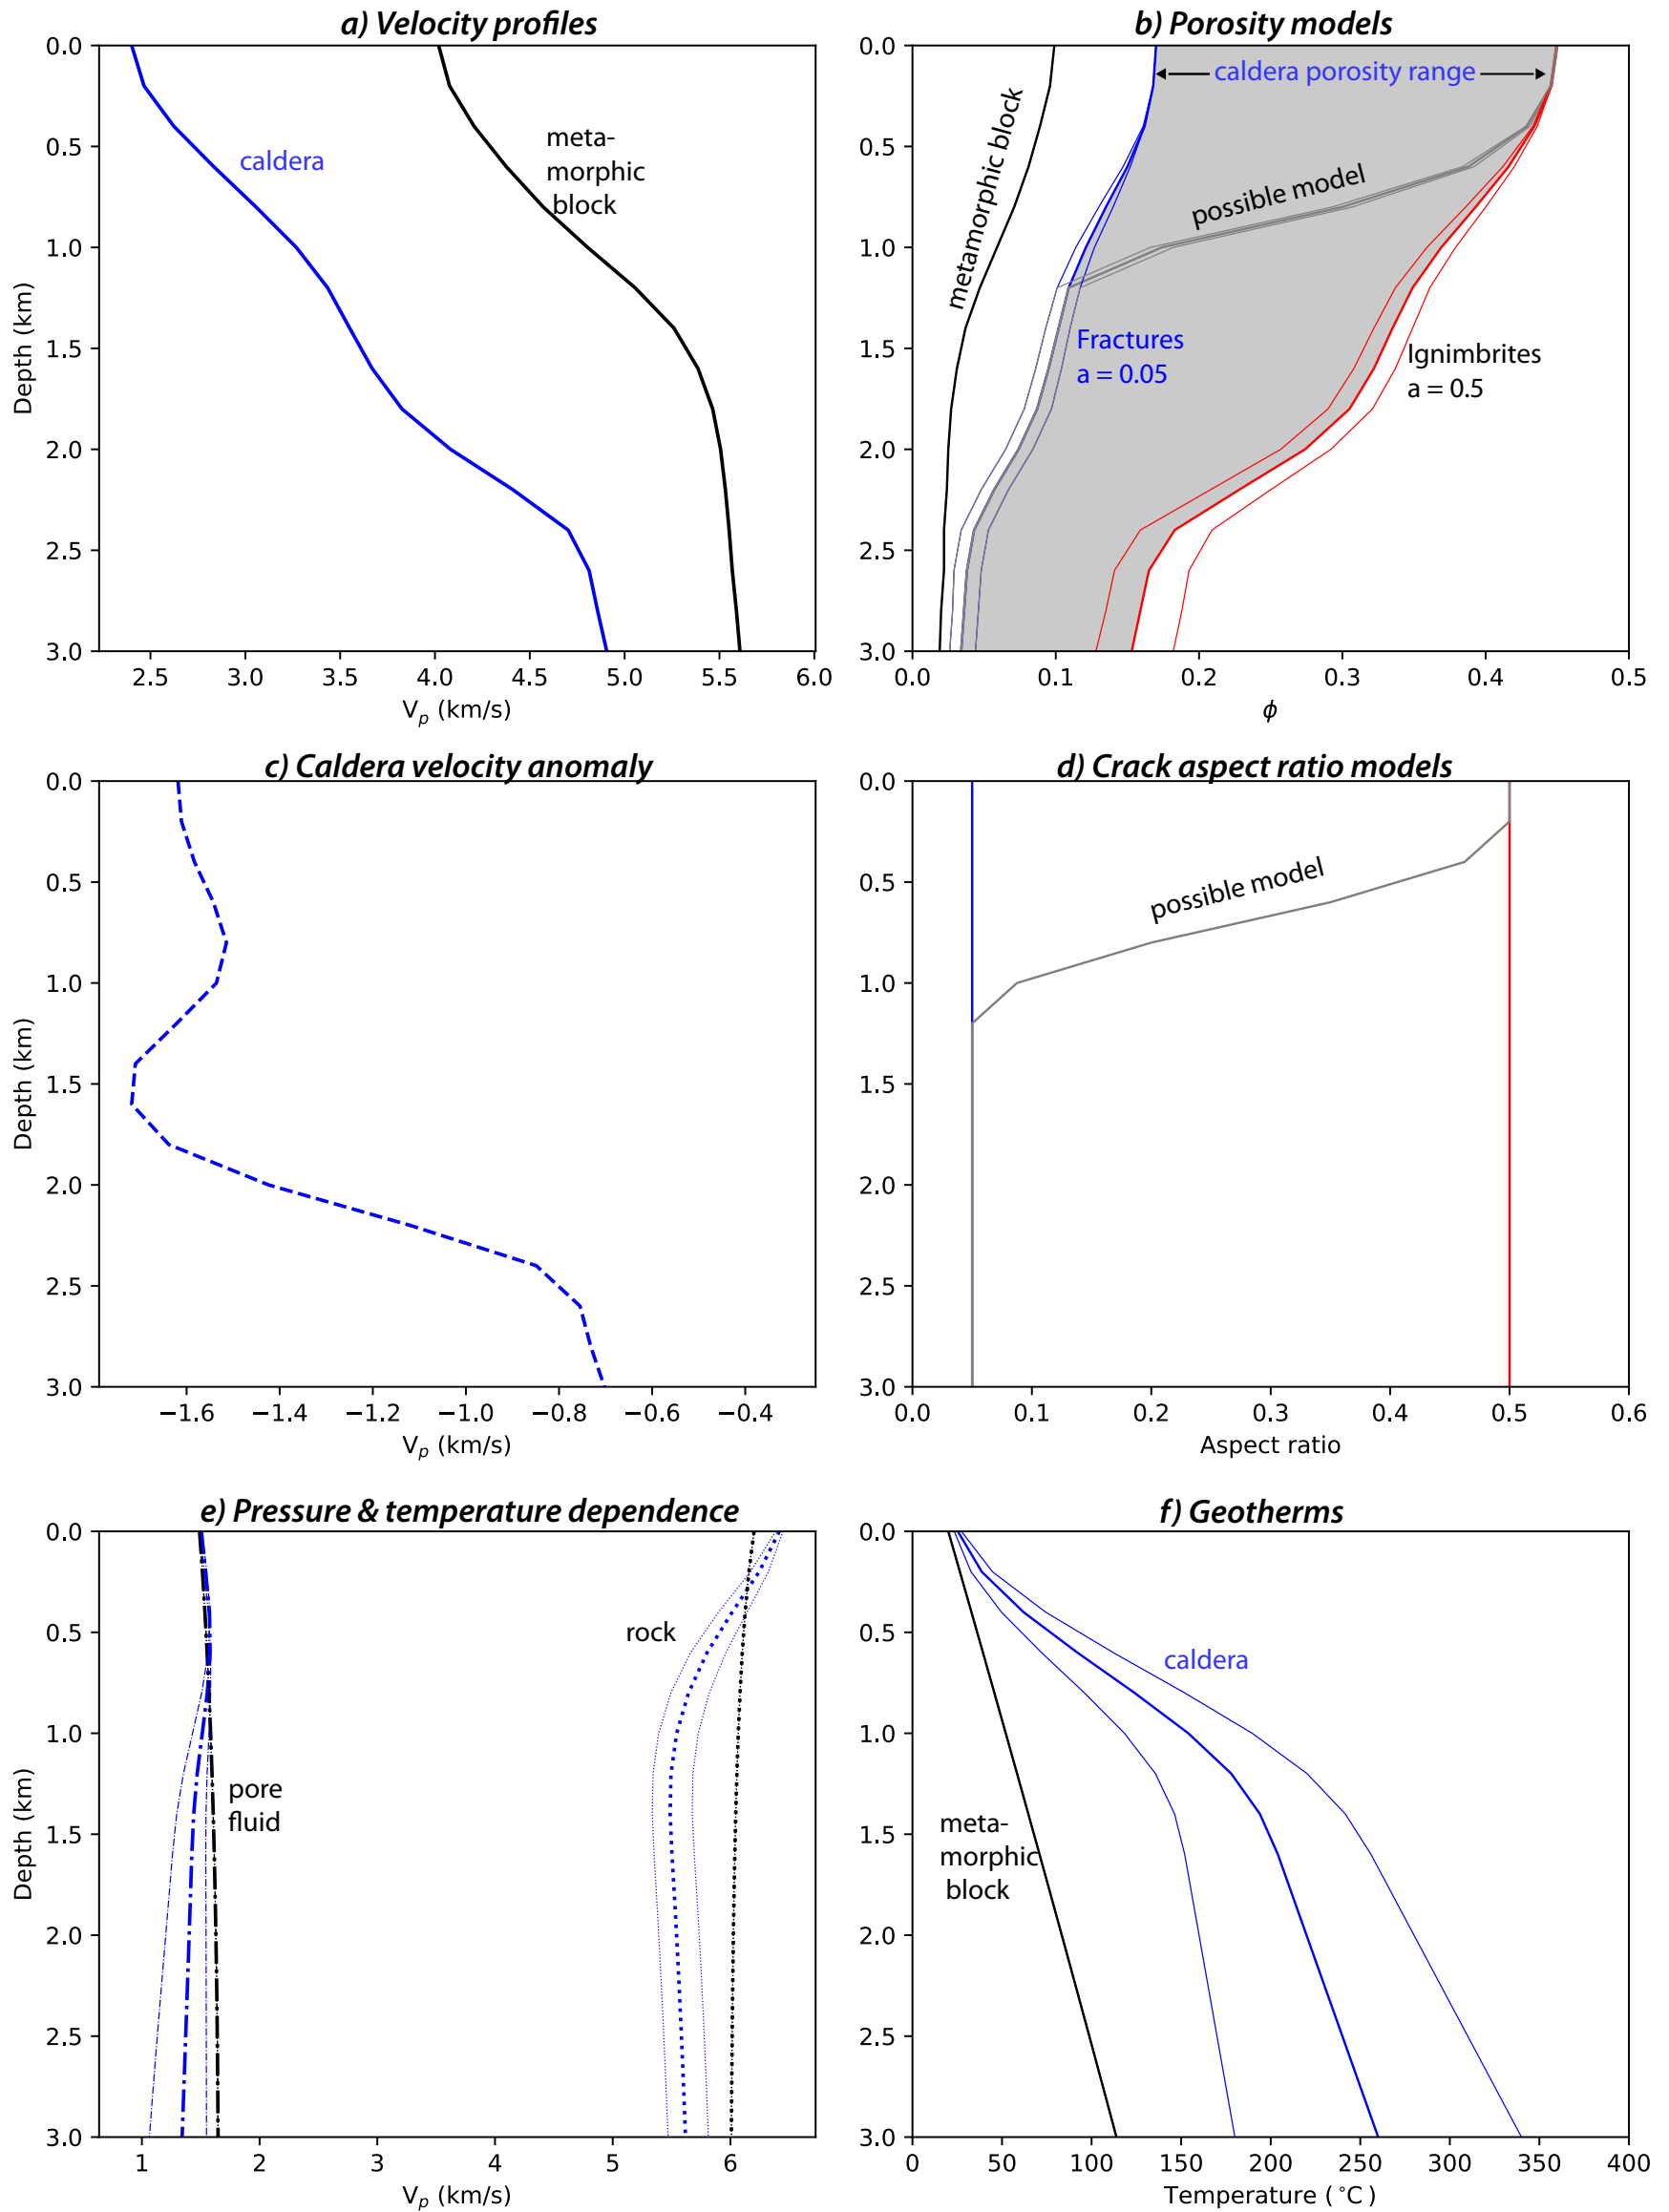 a) Velocity profiles
0.0
0.5
1.0
1.5
2.0
2.5
3.0
Depth (km)
caldera
meta-
morphic
block
2.5 3.0 3.5 4.0 4.5 5.0 5.5 6.0
Vp (km/s)
b) Porosity models
0.0
0.5
1.0
1.5
2.0
2.5
3.0
caldera porosity range
metamorphic block
possible model
Fractures
a = 0.05
Ignimbrites
a = 0.5
0.0 0.1 0.2 0.3 0.4 0.5
ϕ
c) Caldera velocity anomaly
0.0
0.5
1.0
1.5
2.0
2.5
3.0
Depth (km)
−1.6 −1.4 −1.2 −1.0 −0.8 −0.6 −0.4
Vp (km/s)
d) Crack aspect ratio models
0.0
0.5
1.0
1.5
2.0
2.5
3.0
possible model
0.0 0.1 0.2 0.3 0.4 0.5 0.6
Aspect ratio
e) Pressure & temperature dependence
0.0
0.5
1.0
1.5
2.0
2.5
3.0
Depth (km)
rock
pore
fluid
1 2 3 4 5 6
Vp (km/s)
f) Geotherms
0.0
0.5
1.0
1.5
2.0
2.5
3.0
caldera
meta-
morphic
block
0 50 100 150 200 250 300 350 400
Temperature (°C)